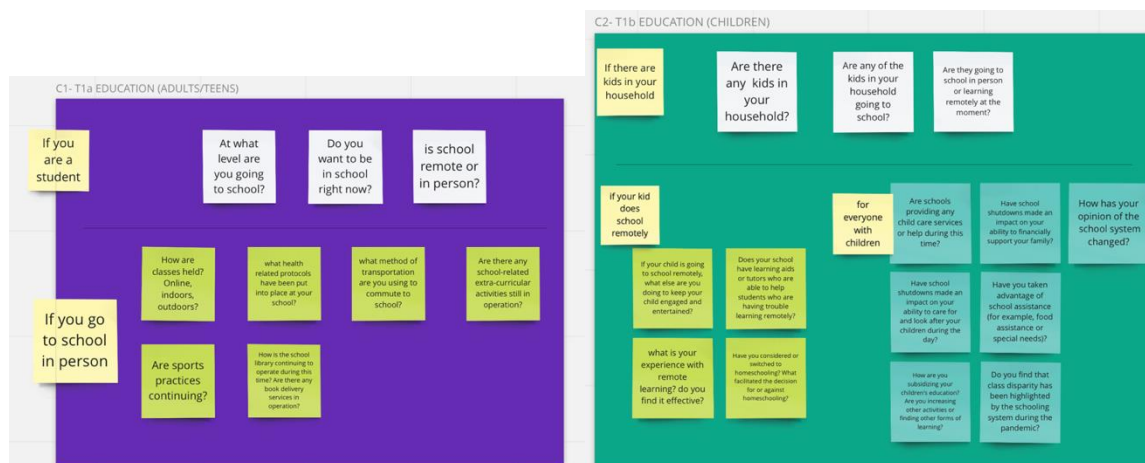 C1- T1a EDUCATION (ADULTS/TEENS)
If you
are a
student
At what
level are
you going
to school?
Do you
want to be
in school
right now?
is school
remote or
in person?
If you go
to school
in person
How are
classes held?
Online,
indoors,
outdoors?
what health
related protocols
have been put
into place at your
school?
what method of
transportation
are you using to
commute to
school?
Are there any
school-related
extra-curricular
activities still in
operation?
Are sports
practices
continuing?
How is the school
library continuing to
operate during this
time? Are there any
book delivery
services in
operation?
C2- T1b EDUCATION (CHILDREN)
If there are
kids in your
household
Are there
any kids in
your
household?
Are any of the
kids in your
household
going to
school?
Are they going to
school in person
or learning
remotely at the
moment?
if your kid
does
school
remotely
If your child is going
to school remotely,
what else are you
doing to keep your
child engaged and
entertained?
Does your school
have learning aids
or tutors who are
able to help
students who are
having trouble
learning remotely?
what is your
experience with
remote
learning? do you
find it effective?
Have you considered or
switched to
homeschooling? What
facilitated the decision
for or against
homeschooling?
for
everyone
with
children
Are schools
providing any
child care services
or help during this
time?
Have school
shutdowns made an
impact on your
ability to financially
support your family?
How has your
opinion of the
school system
changed?
Have school
shutdowns made an
impact on your
ability to care for
and look after your
children during the
day?
Have you taken
advantage of
school assistance
(for example, food
assistance or
special needs)?
How are you
subsidizing your
children's education?
Are you increasing
other activities or
finding other forms of
learning?
Do you find that
class disparity has
been highlighted
by the schooling
system during the
pandemic?